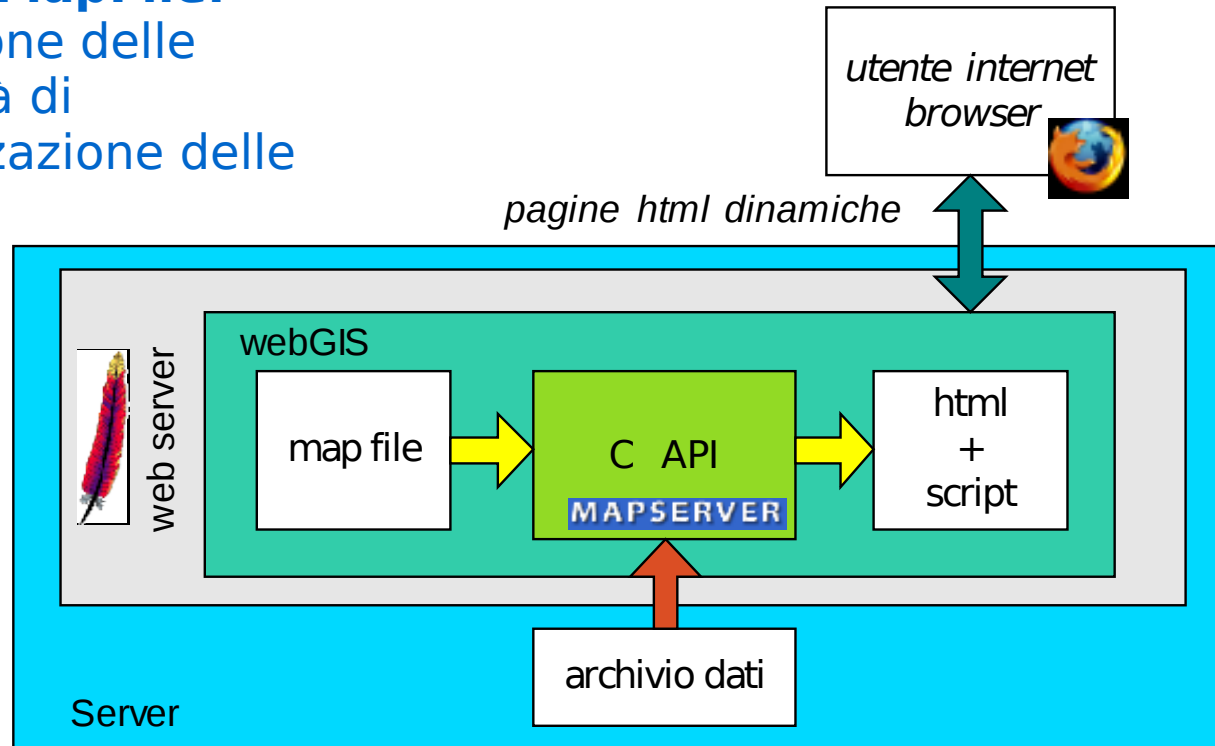 one delle
à di
zazione delle
utente internet
browser
pagine html dinamiche
webGIS
web server
map file
C API
MAPSERVER
html
+
script
archivio dati
Server